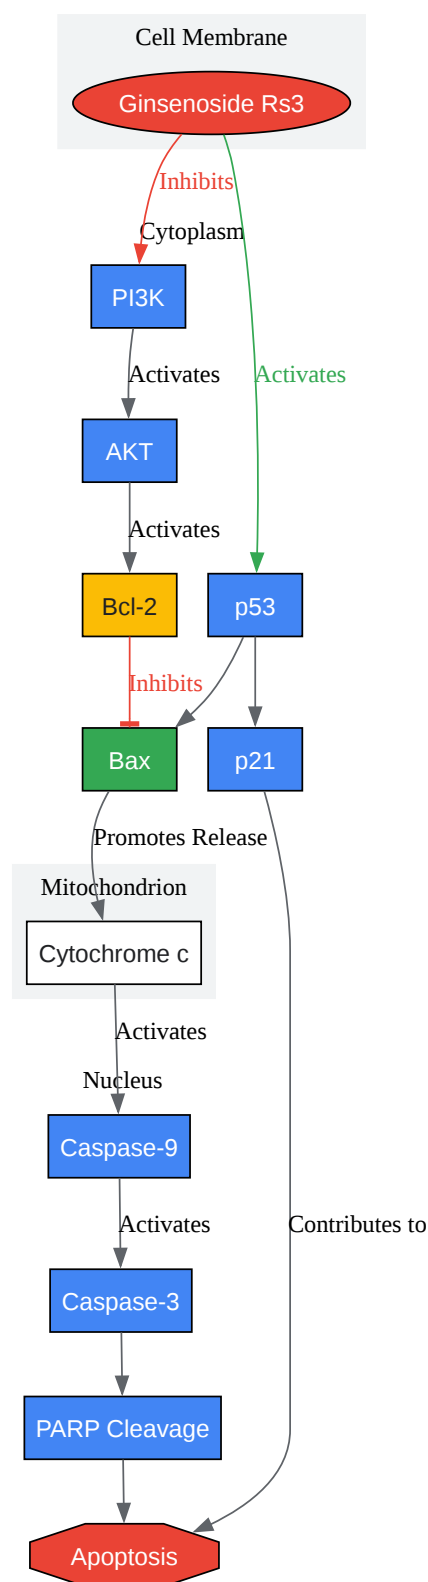 Cell Membrane
Ginsenoside Rs3
Inhibits
Cytoplasm
PI3K
Activates
Activates
AKT
Activates
Bcl-2
p53
Inhibits
Bax
p21
Promotes Release
Mitochondrion
Cytochrome c
Activates
Nucleus
Caspase-9
Activates
Contributes to
Caspase-3
PARP Cleavage
Apoptosis